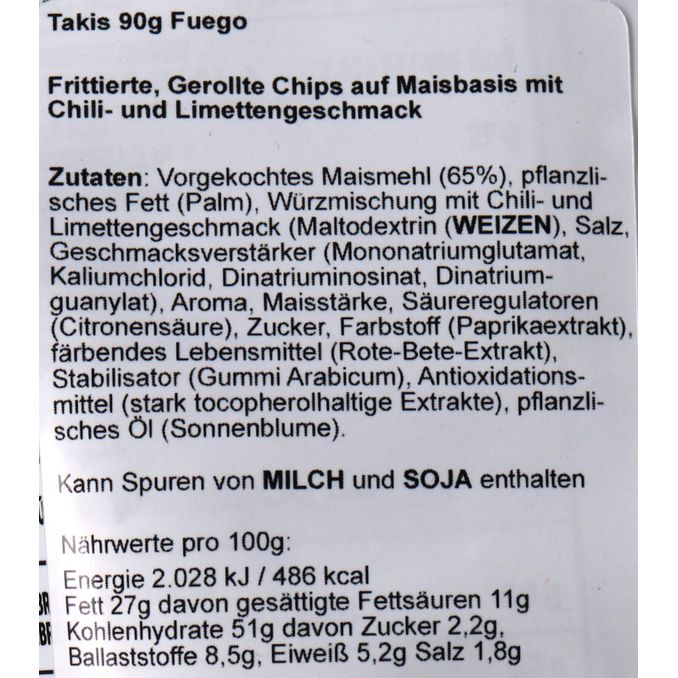 Takis 90g Fuego
Frittierte, Gerollte Chips auf Maisbasis mit
Chili- und Limettengeschmack
Zutaten: Vorgekochtes Maismehl (65%), pflanzli-
sches Fett (Palm), Würzmischung mit Chili- und
Limettengeschmack (Maltodextrin (WEIZEN), Salz,
Geschmacksverstärker (Mononatriumglutamat,
Kaliumchlorid, Dinatriuminosinat, Dinatrium-
guanylat), Aroma, Maisstärke, Säureregulatoren
(Citronensäure), Zucker, Farbstoff (Paprikaextrakt),
färbendes Lebensmittel (Rote-Bete-Extrakt),
Stabilisator (Gummi Arabicum), Antioxidations-
mittel (stark tocopherolhaltige Extrakte), pflanzli-
sches Öl (Sonnenblume).
Kann Spuren von MILCH und SOJA enthalten
Nährwerte pro 100g:
Energie 2.028 kJ / 486 kcal
Fett 27g davon gesättigte Fettsäuren 11g
Kohlenhydrate 51g davon Zucker 2,2g,
Ballaststoffe 8,5g, Eiweiß 5,2g Salz 1,8g